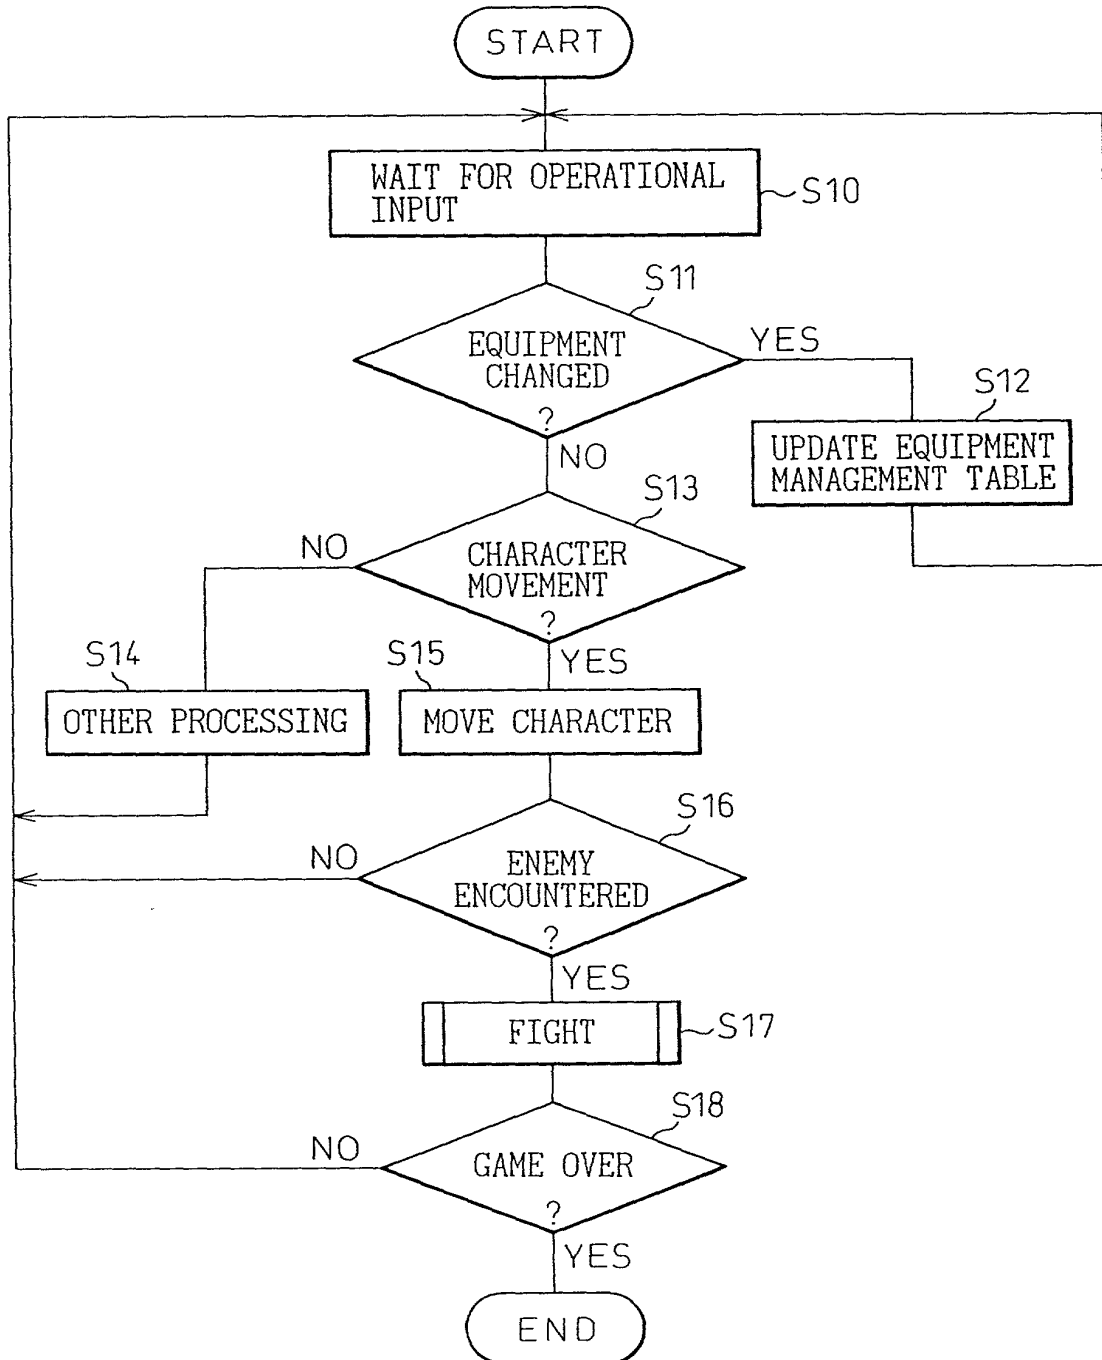 START
WAIT FOR OPERATIONAL
INPUT
S10
S11
EQUIPMENT
CHANGED
?
YES
NO
S12
UPDATE EQUIPMENT
MANAGEMENT TABLE
S13
NO
CHARACTER
MOVEMENT
?
YES
S14
OTHER PROCESSING
S15
MOVE CHARACTER
S16
NO
ENEMY
ENCOUNTERED
?
YES
FIGHT
S17
S18
NO
GAME OVER
?
YES
END